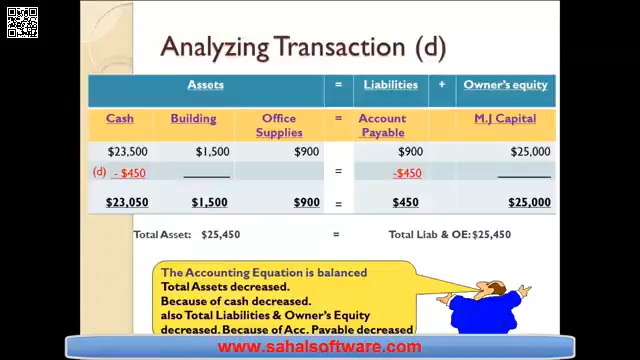 Analyzing Transaction (d)
Assets = Liabilities + Owner's equity
Cash Building Office Supplies = Account Payable M.J Capital
$23,500 $1,500 $900 $900 $25,000
(d) - $450 = -$450
$23,050 $1,500 $900 = $450 $25,000
Total Asset: $25,450 = Total Liab & OE: $25,450
The Accounting Equation is balanced
Total Assets decreased.
Because of cash decreased.
also Total Liabilities & Owner's Equity
decreased. Because of Acc. Payable decreased
www.sahalsoftware.com